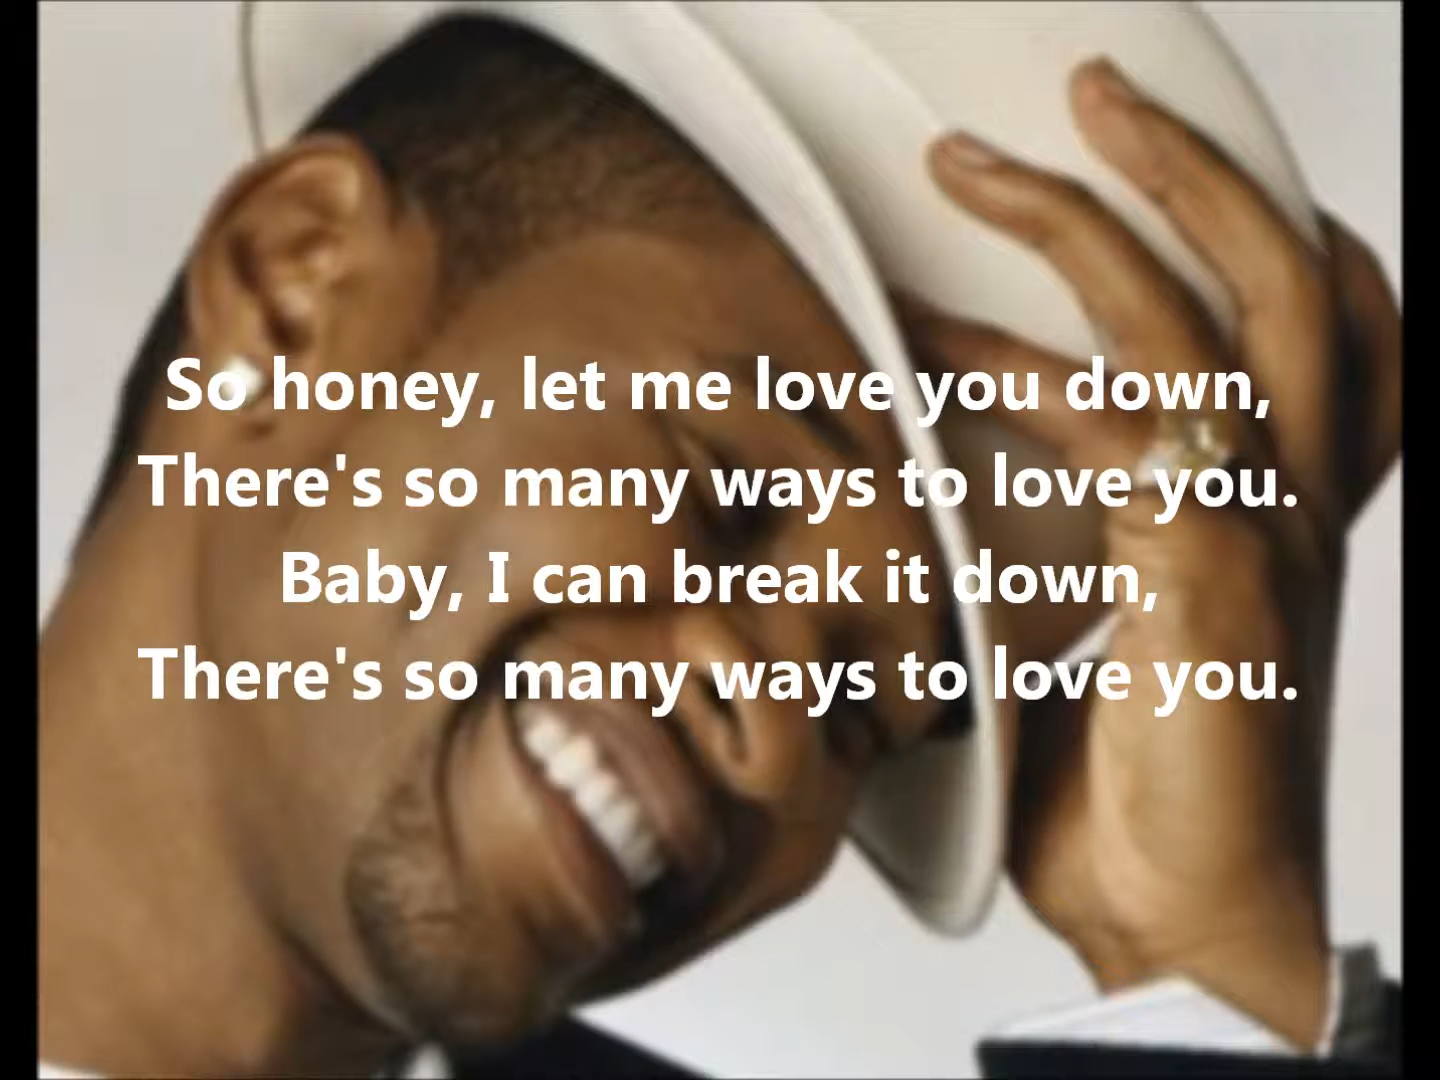 So honey, let me love you down,
There's so many ways to love you.
Baby, I can break it down,
There's so many ways to love you.